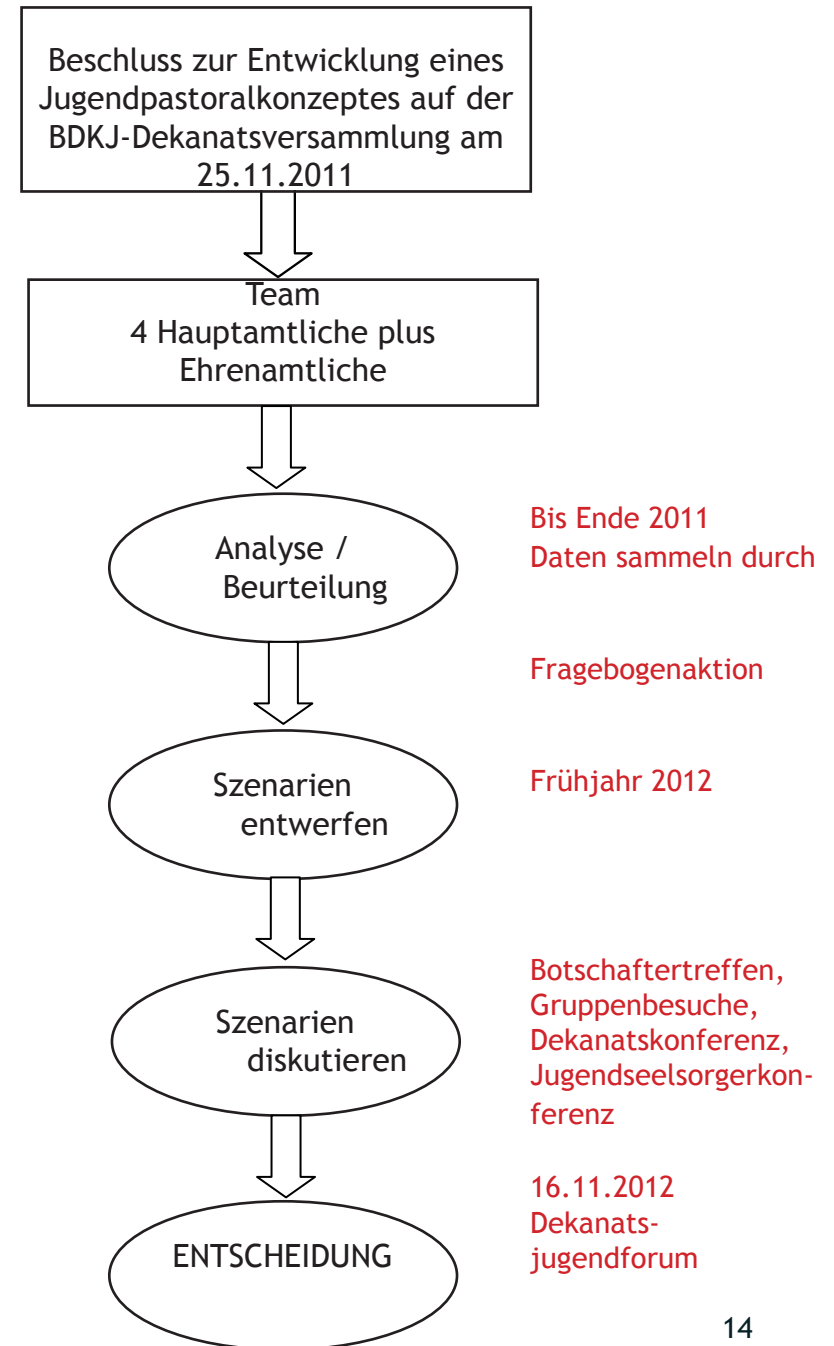 Beschluss zur Entwicklung eines
Jugendpastoralkonzeptes auf der
BDKJ-Dekanatsversammlung am
25.11.2011
Team
4 Hauptamtliche plus
Ehrenamtliche
Analyse /
Beurteilung
Bis Ende 2011
Daten sammeln durch
Fragebogenaktion
Szenarien
entwerfen
Frühjahr 2012
Szenarien
diskutieren
Botschaftertreffen,
Gruppenbesuche,
Dekanatskonferenz,
Jugendseelsorgerkon-
ferenz
ENTSCHEIDUNG
16.11.2012
Dekanats-
jugendforum
14